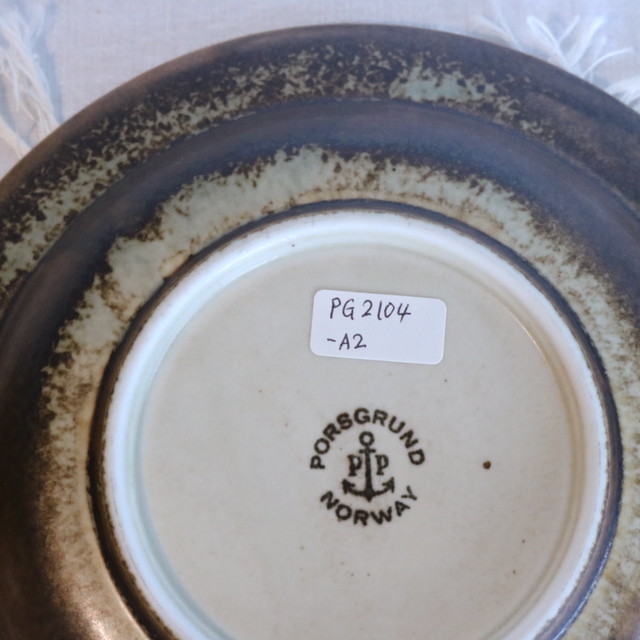 PG2104
-A2
PORSGRUND
PP
NORWAY